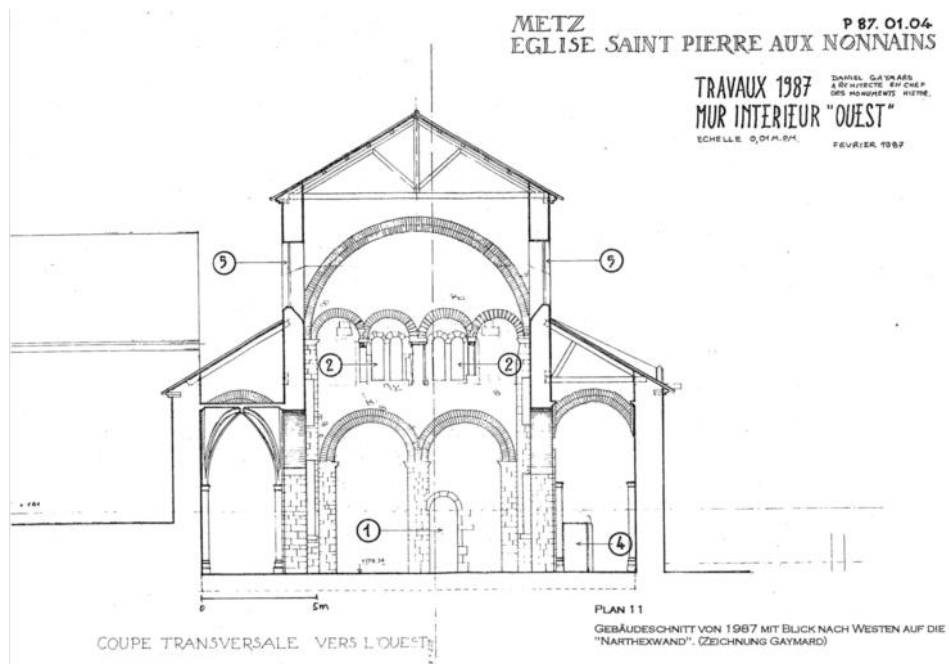 METZ
P 87. 01.04
EGLISE SAINT PIERRE AUX NONNAINS
TRAVAUX 1987
DANIEL GAYMARD
ARCHITECTE EN CHEF
DES MONUMENTS HISTOR.
MUR INTERIEUR "OUEST"
ECHELLE 0,01 M. P.M.
FEVRIER 1987
5
5
2
2
1
4
0
5m
PLAN 11
GEBÄUDESCHNITT VON 1987 MIT BLICK NACH WESTEN AUF DIE
"NARTHEXWAND". (ZEICHNUNG GAYMARD)
COUPE TRANSVERSALE VERS L'OUEST